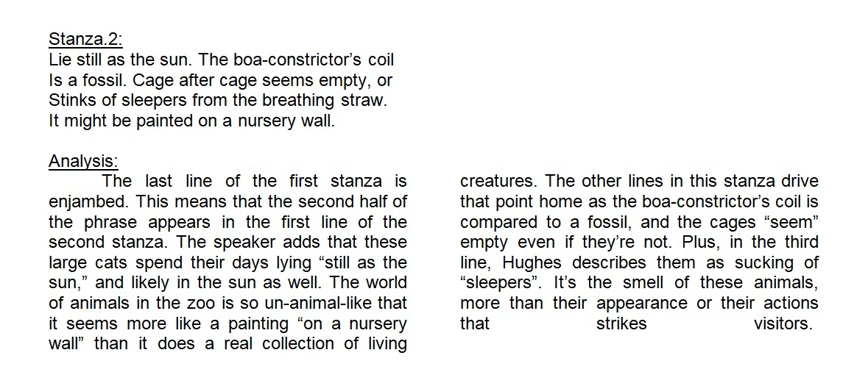 Stanza.2:
Lie still as the sun. The boa-constrictor's coil
Is a fossil. Cage after cage seems empty, or
Stinks of sleepers from the breathing straw.
It might be painted on a nursery wall.
Analysis:
The last line of the first stanza is
enjambed. This means that the second half of
the phrase appears in the first line of the
second stanza. The speaker adds that these
large cats spend their days lying “still as the
sun,” and likely in the sun as well. The world
of animals in the zoo is so un-animal-like that
it seems more like a painting “on a nursery
wall” than it does a real collection of living
creatures. The other lines in this stanza drive
that point home as the boa-constrictor's coil is
compared to a fossil, and the cages “seem”
empty even if they're not. Plus, in the third
line, Hughes describes them as sucking of
“sleepers”. It's the smell of these animals,
more than their appearance or their actions
that strikes visitors.